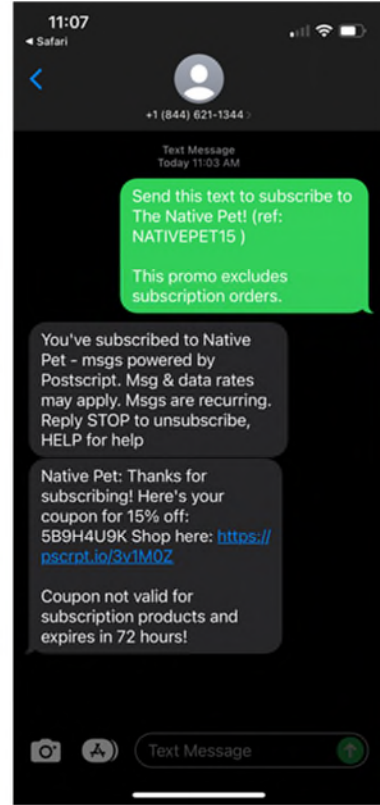 11:07
◀ Safari
+1 (844) 621-1344 >
Text Message
Today 11:03 AM
Send this text to subscribe to
The Native Pet! (ref:
NATIVEPET15 )
This promo excludes
subscription orders.
You've subscribed to Native
Pet - msgs powered by
Postscript. Msg & data rates
may apply. Msgs are recurring.
Reply STOP to unsubscribe,
HELP for help
Native Pet: Thanks for
subscribing! Here's your
coupon for 15% off:
5B9H4U9K Shop here: https://
pscrpt.io/3v1M0Z
Coupon not valid for
subscription products and
expires in 72 hours!
Text Message